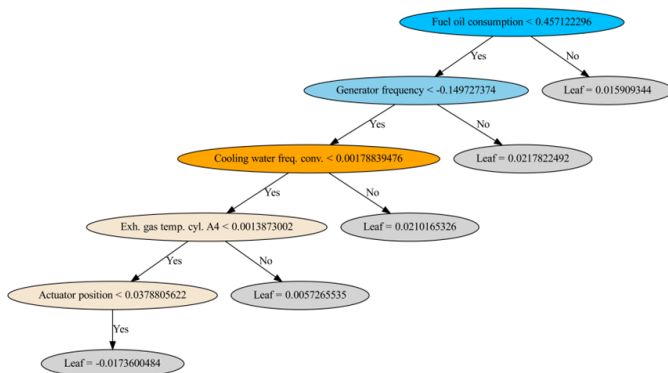 Fuel oil consumption < 0.457122296
Yes
No
Generator frequency < -0.149727374
Leaf = 0.015909344
Yes
No
Cooling water freq. conv. < 0.00178839476
Leaf = 0.0217822492
Yes
No
Exh. gas temp. cyl. A4 < 0.0013873002
Leaf = 0.0210165326
Yes
No
Actuator position < 0.0378805622
Leaf = 0.0057265535
Yes
Leaf = -0.0173600484